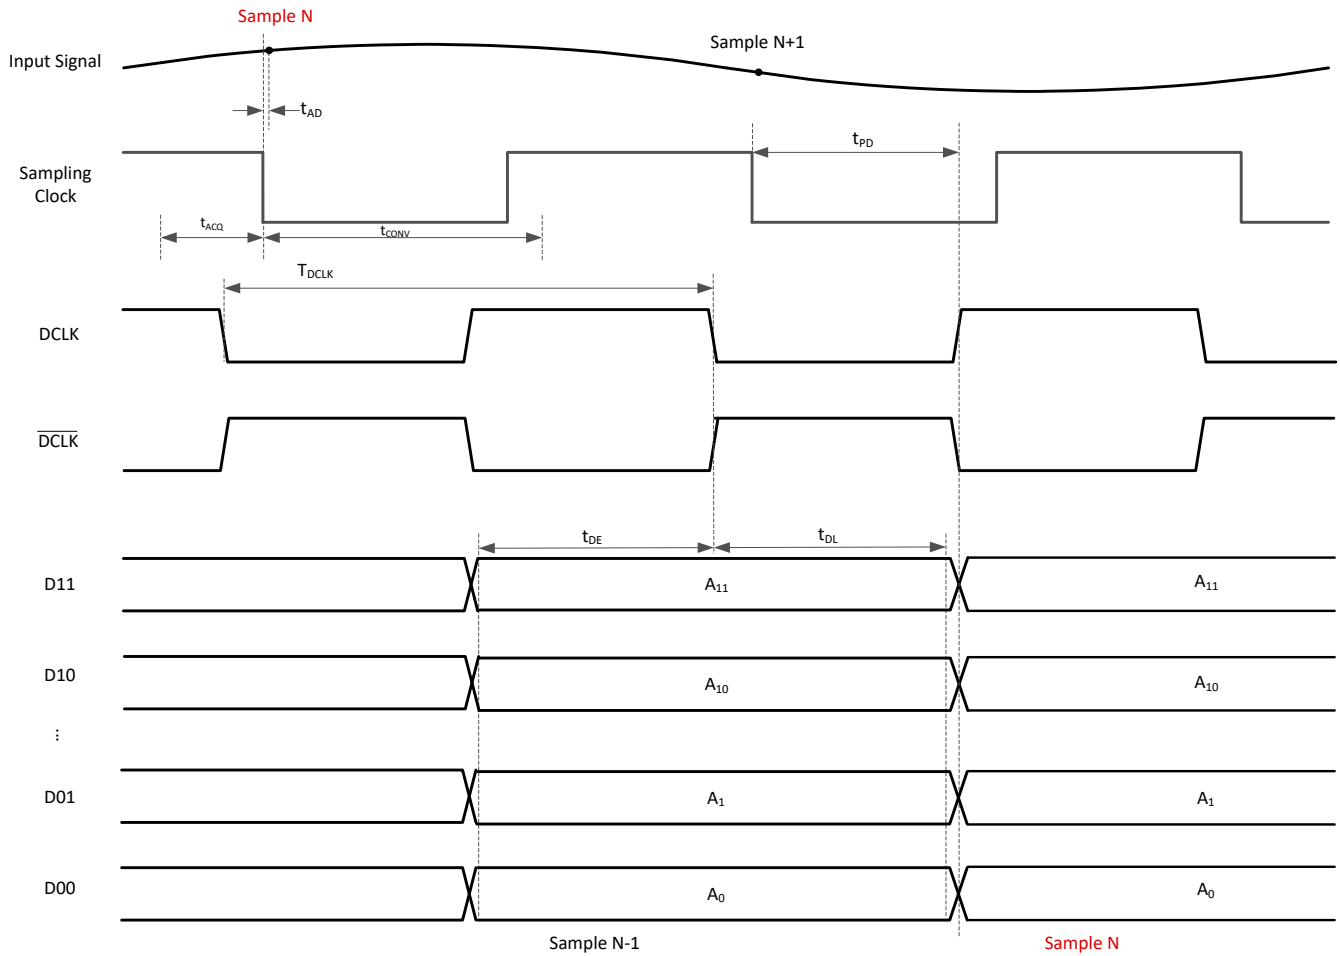 Sample N
Sample N+1
Input Signal
tAD
tPD
Sampling
Clock
tACQ
tCONV
TDCLK
DCLK
DCLK
tDE
tDL
D11
A11
A11
D10
A10
A10
...
D01
A1
A1
D00
A0
A0
Sample N-1
Sample N